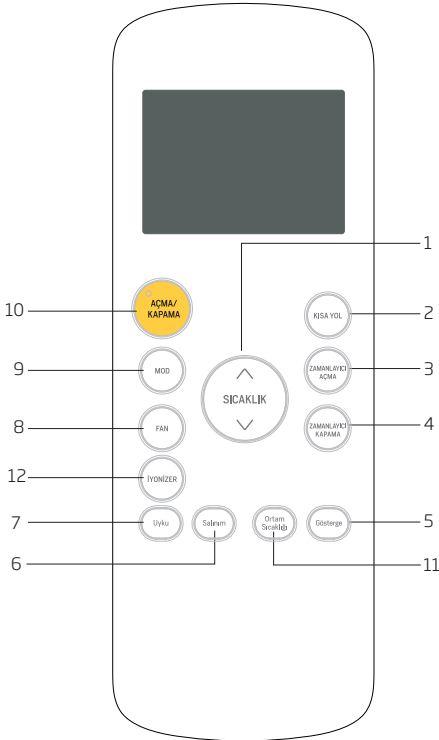 1
AÇMA/
KAPAMA
10
KISA YOL
2
MOD
9
SICAKLIK
ZAMANLAYICI
AÇMA
3
FAN
8
ZAMANLAYICI
KAPAMA
4
İYONİZER
12
Uyku
7
Salınım
6
Ortam
Sıcaklığı
11
Gösterge
5